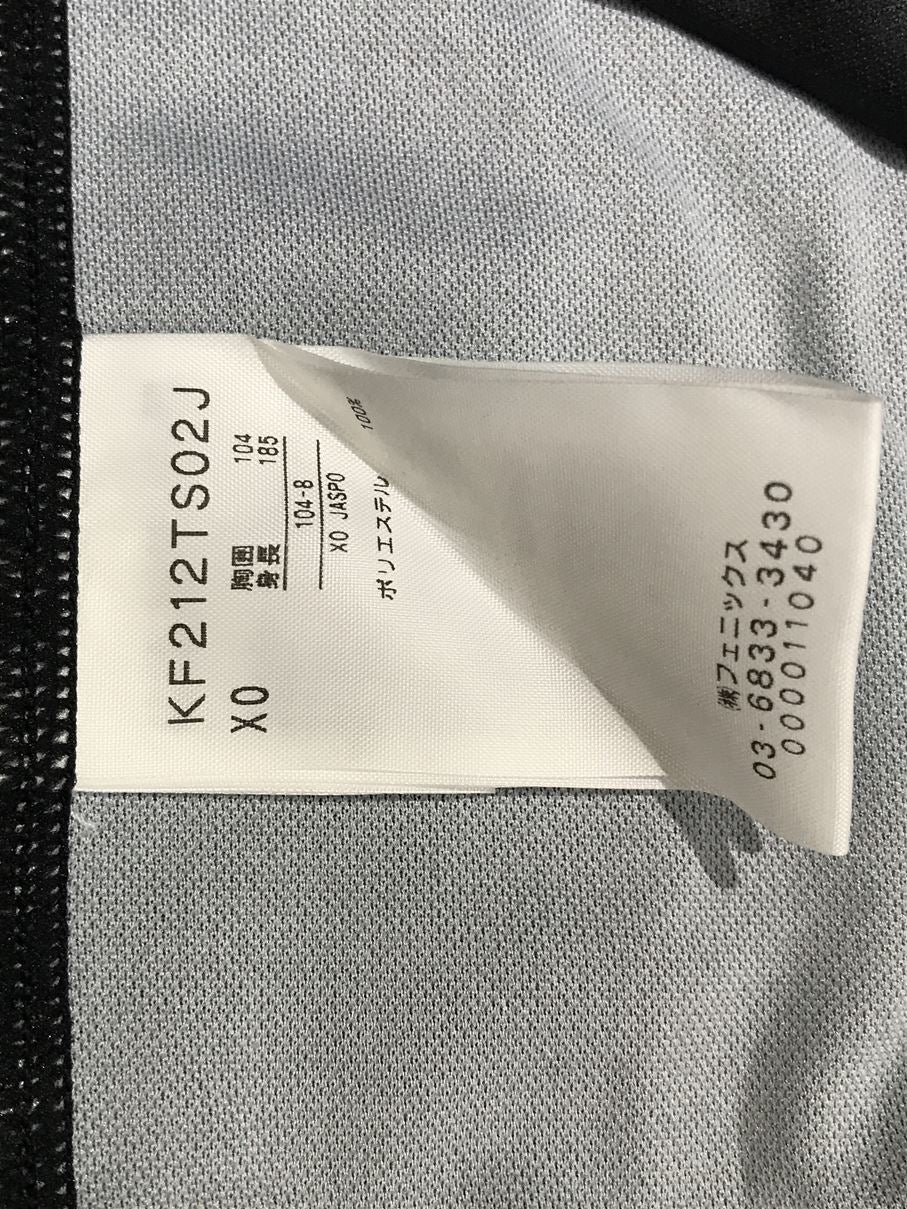 KF212TS02J
XO
胸囲 104
身長 185
104-B
XO JASPO
ポリエステル 100%
㈱フェニックス
03-6833-3430
000011040